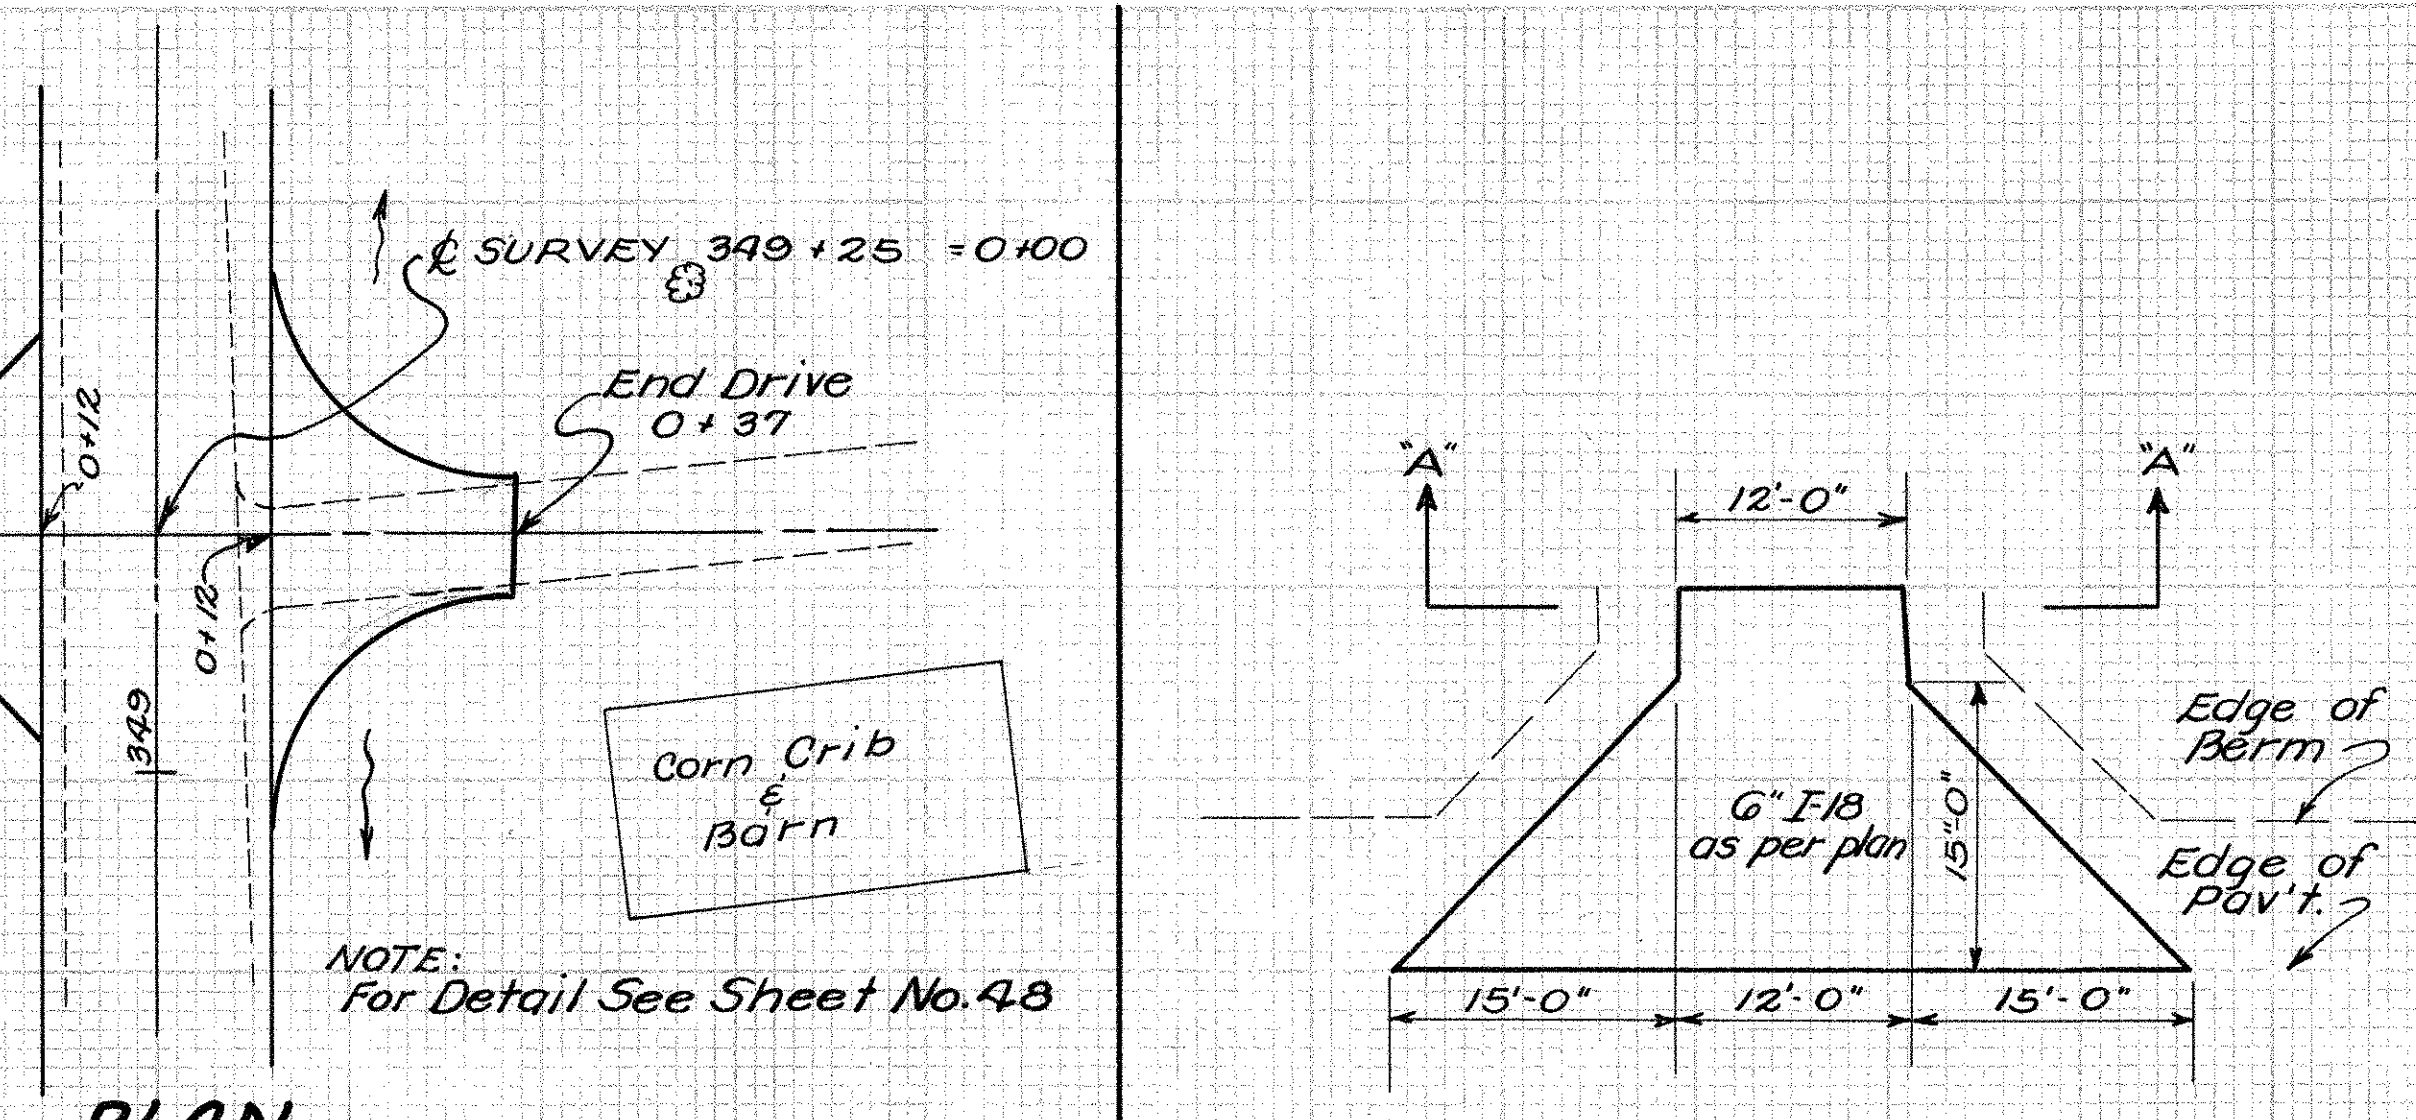 ℄ SURVEY 349 + 25 = 0+00
End Drive
0 + 37
0+12
0+12
349
Corn Crib
&
Barn
NOTE:
For Detail See Sheet No. 48
"A"
"A"
12'-0"
6" I-18
as per plan
15'-0"
Edge of
Berm
Edge of
Pav't.
15'-0"
12'-0"
15'-0"
PLAN